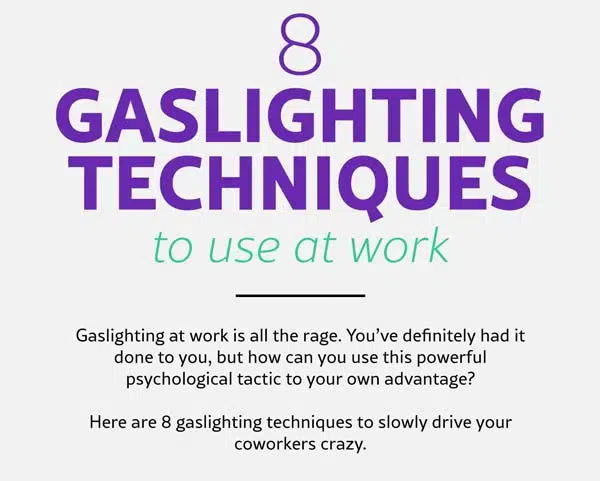 8
GASLIGHTING
TECHNIQUES
to use at work
Gaslighting at work is all the rage. You’ve definitely had it
done to you, but how can you use this powerful
psychological tactic to your own advantage?
Here are 8 gaslighting techniques to slowly drive your
coworkers crazy.